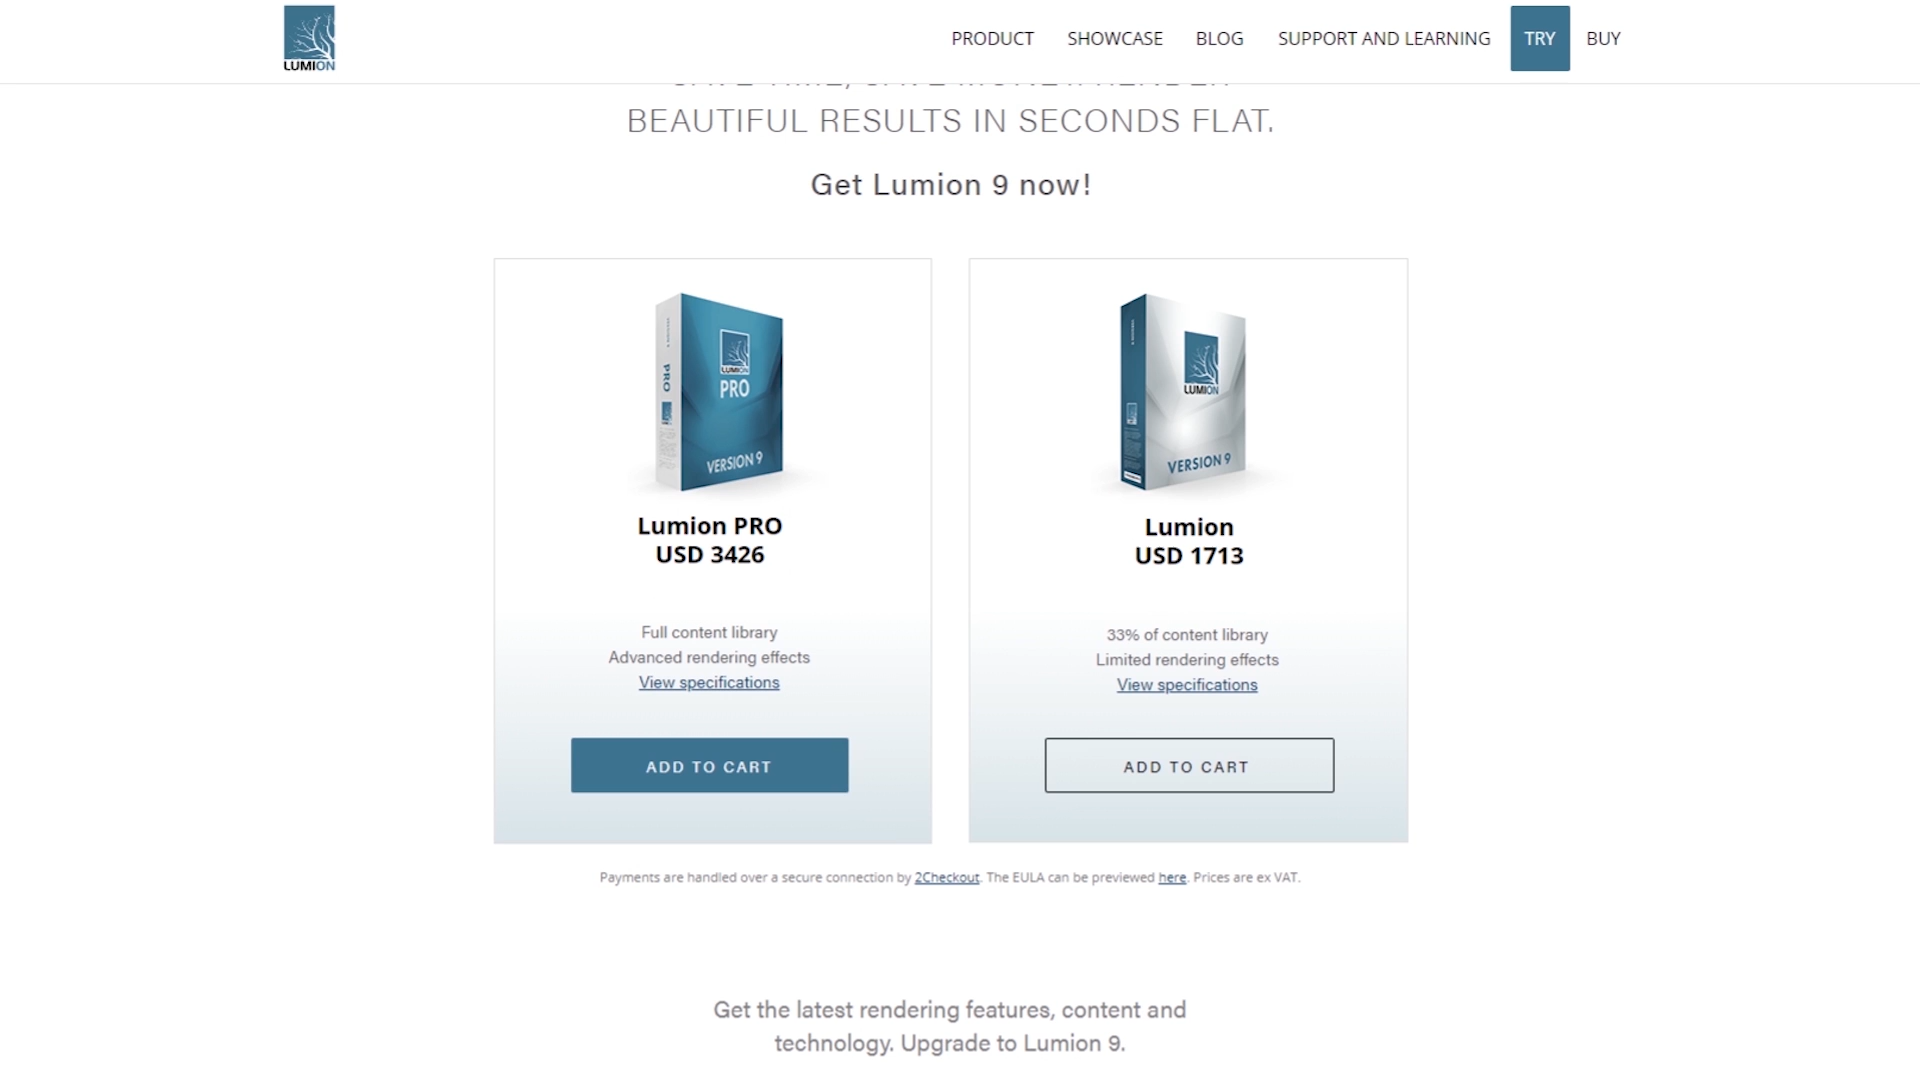 LUMION
PRODUCT SHOWCASE BLOG SUPPORT AND LEARNING TRY BUY
BEAUTIFUL RESULTS IN SECONDS FLAT.
Get Lumion 9 now!
PRO
LUMION
PRO
VERSION 9
LUMION
VERSION 9
Lumion PRO
USD 3426
Full content library
Advanced rendering effects
View specifications
ADD TO CART
Lumion
USD 1713
33% of content library
Limited rendering effects
View specifications
ADD TO CART
Payments are handled over a secure connection by 2Checkout. The EULA can be previewed here. Prices are ex VAT.
Get the latest rendering features, content and
technology. Upgrade to Lumion 9.